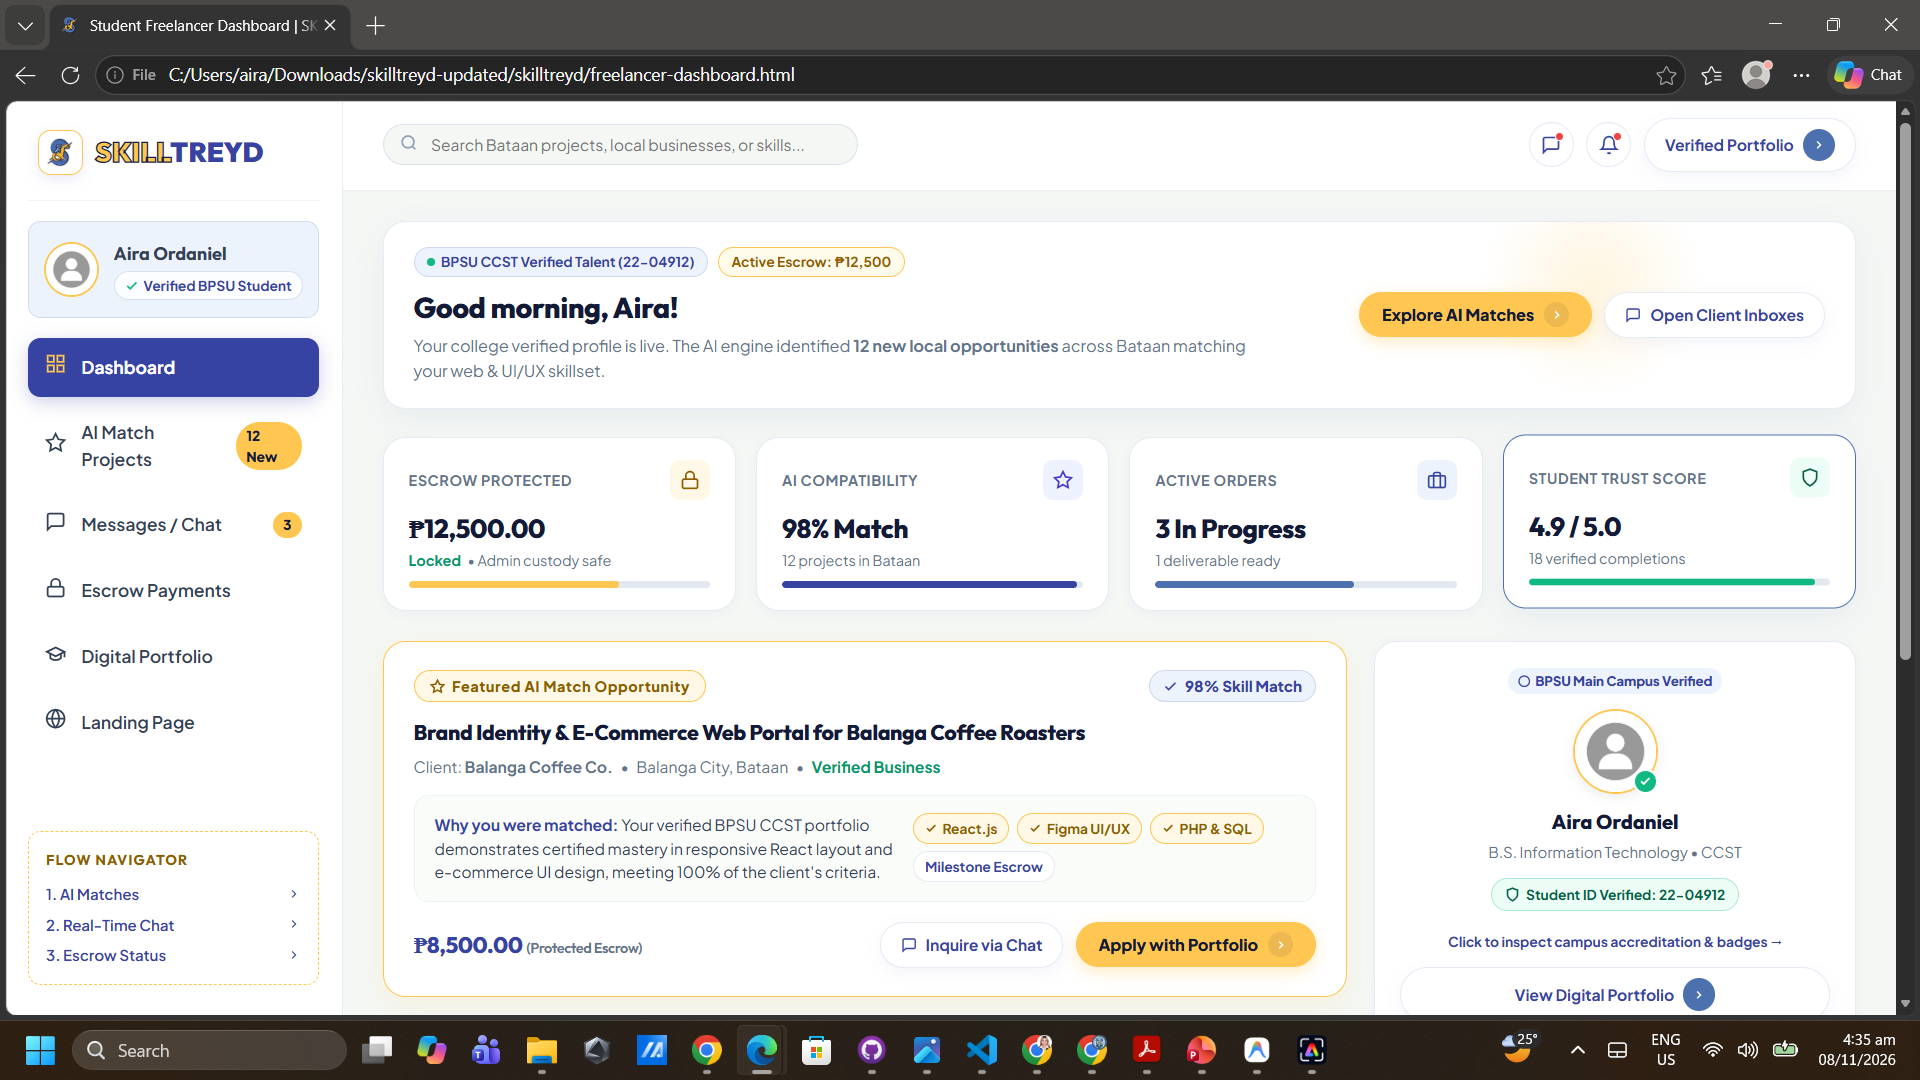 Student Freelancer Dashboard | SK
File C:/Users/aira/Downloads/skilltreyd-updated/skilltreyd/freelancer-dashboard.html
Chat
SKILLTREYD
Search Bataan projects, local businesses, or skills...
Verified Portfolio
Aira Ordaniel
Verified BPSU Student
Dashboard
AI Match
Projects
12
New
Messages / Chat
3
Escrow Payments
Digital Portfolio
Landing Page
FLOW NAVIGATOR
1. AI Matches
2. Real-Time Chat
3. Escrow Status
BPSU CCST Verified Talent (22-04912)
Active Escrow: ₱12,500
Good morning, Aira!
Your college verified profile is live. The AI engine identified 12 new local opportunities across Bataan matching
your web & UI/UX skillset.
Explore AI Matches
Open Client Inboxes
ESCROW PROTECTED
₱12,500.00
Locked • Admin custody safe
AI COMPATIBILITY
98% Match
12 projects in Bataan
ACTIVE ORDERS
3 In Progress
1 deliverable ready
STUDENT TRUST SCORE
4.9 / 5.0
18 verified completions
Featured AI Match Opportunity
98% Skill Match
Brand Identity & E-Commerce Web Portal for Balanga Coffee Roasters
Client: Balanga Coffee Co. • Balanga City, Bataan • Verified Business
Why you were matched: Your verified BPSU CCST portfolio
demonstrates certified mastery in responsive React layout and
e-commerce UI design, meeting 100% of the client's criteria.
React.js
Figma UI/UX
PHP & SQL
Milestone Escrow
₱8,500.00 (Protected Escrow)
Inquire via Chat
Apply with Portfolio
BPSU Main Campus Verified
Aira Ordaniel
B.S. Information Technology • CCST
Student ID Verified: 22-04912
Click to inspect campus accreditation & badges →
View Digital Portfolio
Search
25°
ENG
US
4:35 am
08/11/2026